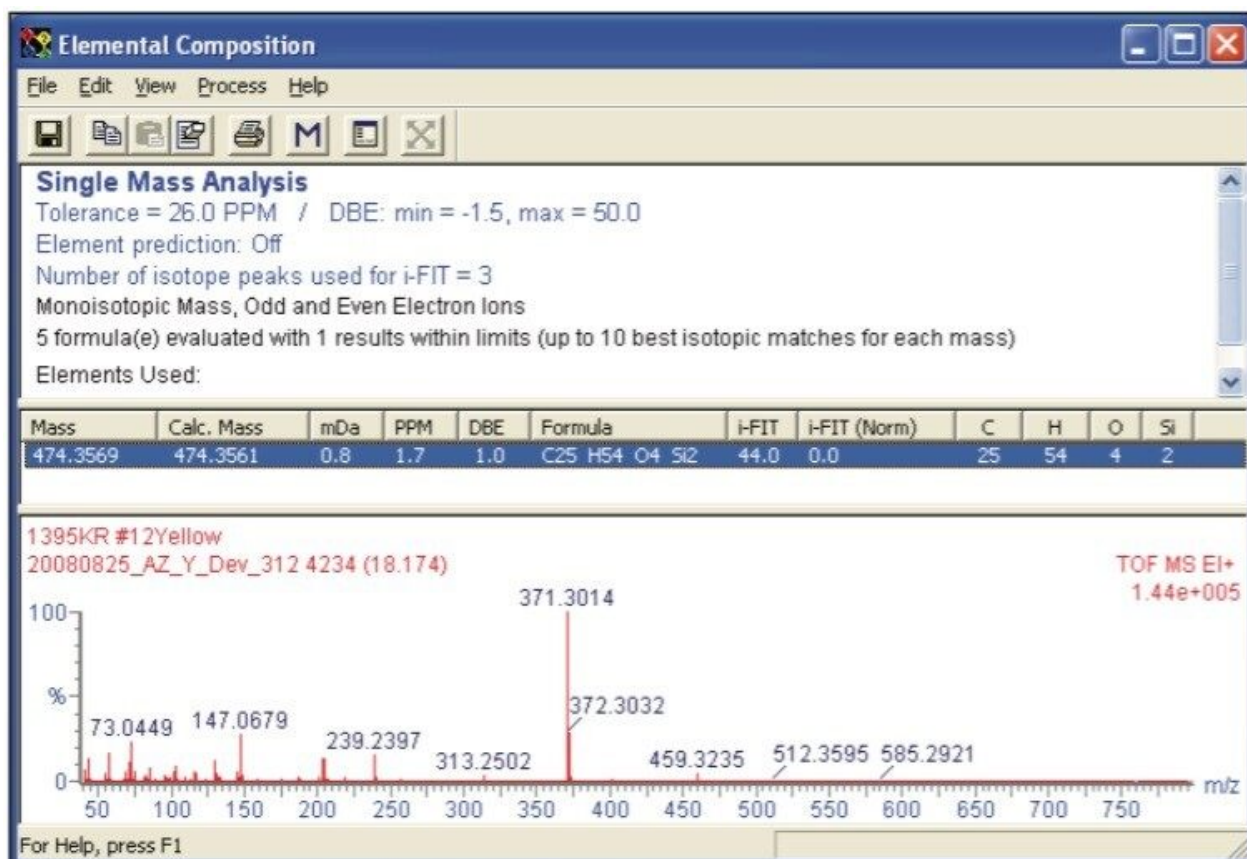 Elemental Composition
File Edit View Process Help
M
Single Mass Analysis
Tolerance = 26.0 PPM / DBE: min = -1.5, max = 50.0
Element prediction: Off
Number of isotope peaks used for i-FIT = 3
Monoisotopic Mass, Odd and Even Electron Ions
5 formula(e) evaluated with 1 results within limits (up to 10 best isotopic matches for each mass)
Elements Used:
Mass Calc. Mass mDa PPM DBE Formula i-FIT i-FIT (Norm) C H O Si
474.3569 474.3561 0.8 1.7 1.0 C25 H54 O4 Si2 44.0 0.0 25 54 4 2
1395KR #12Yellow
20080825_AZ_Y_Dev_312 4234 (18.174)
TOF MS EI+
1.44e+005
371.3014
100
%
372.3032
73.0449
147.0679
239.2397
313.2502
459.3235
512.3595
585.2921
0
m/z
50 100 150 200 250 300 350 400 450 500 550 600 650 700 750
For Help, press F1